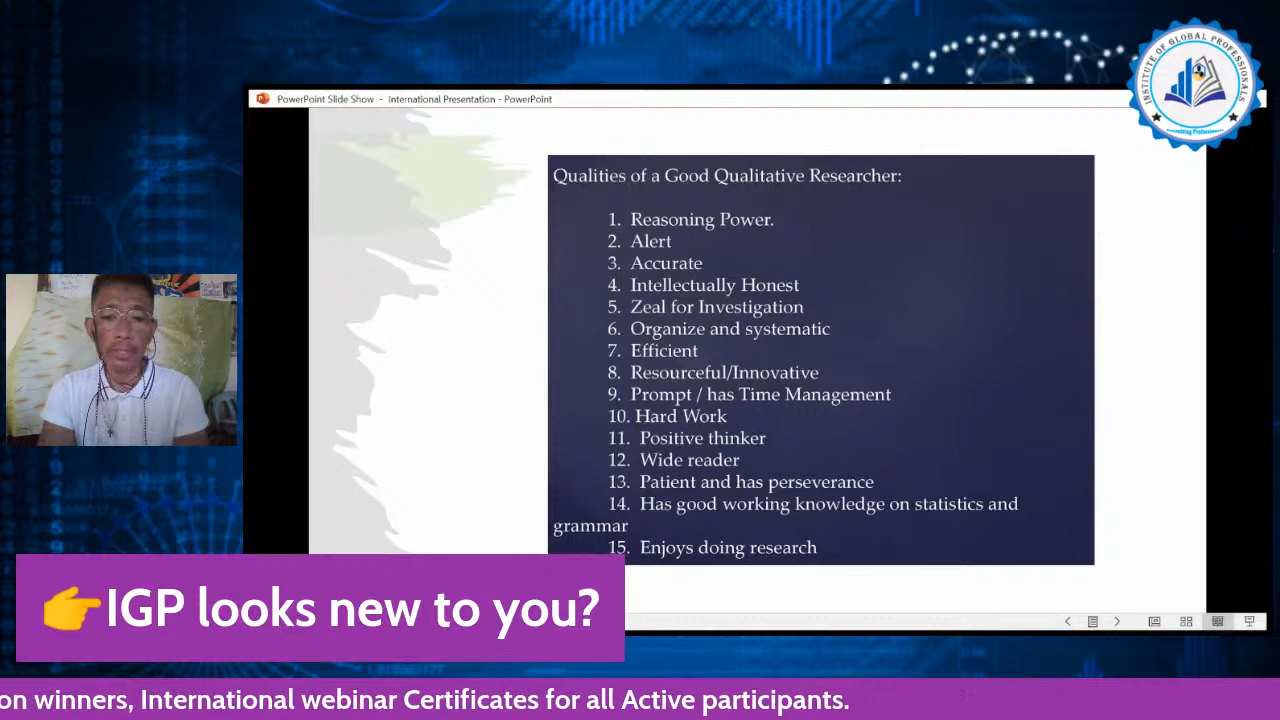 INSTITUTE OF GLOBAL PROFESSIONALS
Consulting Professionals
PowerPoint Slide Show - International Presentation - PowerPoint
Qualities of a Good Qualitative Researcher:
1. Reasoning Power.
2. Alert
3. Accurate
4. Intellectually Honest
5. Zeal for Investigation
6. Organize and systematic
7. Efficient
8. Resourceful/Innovative
9. Prompt / has Time Management
10. Hard Work
11. Positive thinker
12. Wide reader
13. Patient and has perseverance
14. Has good working knowledge on statistics and
grammar
15. Enjoys doing research
👉IGP looks new to you?
on winners, International webinar Certificates for all Active participants.